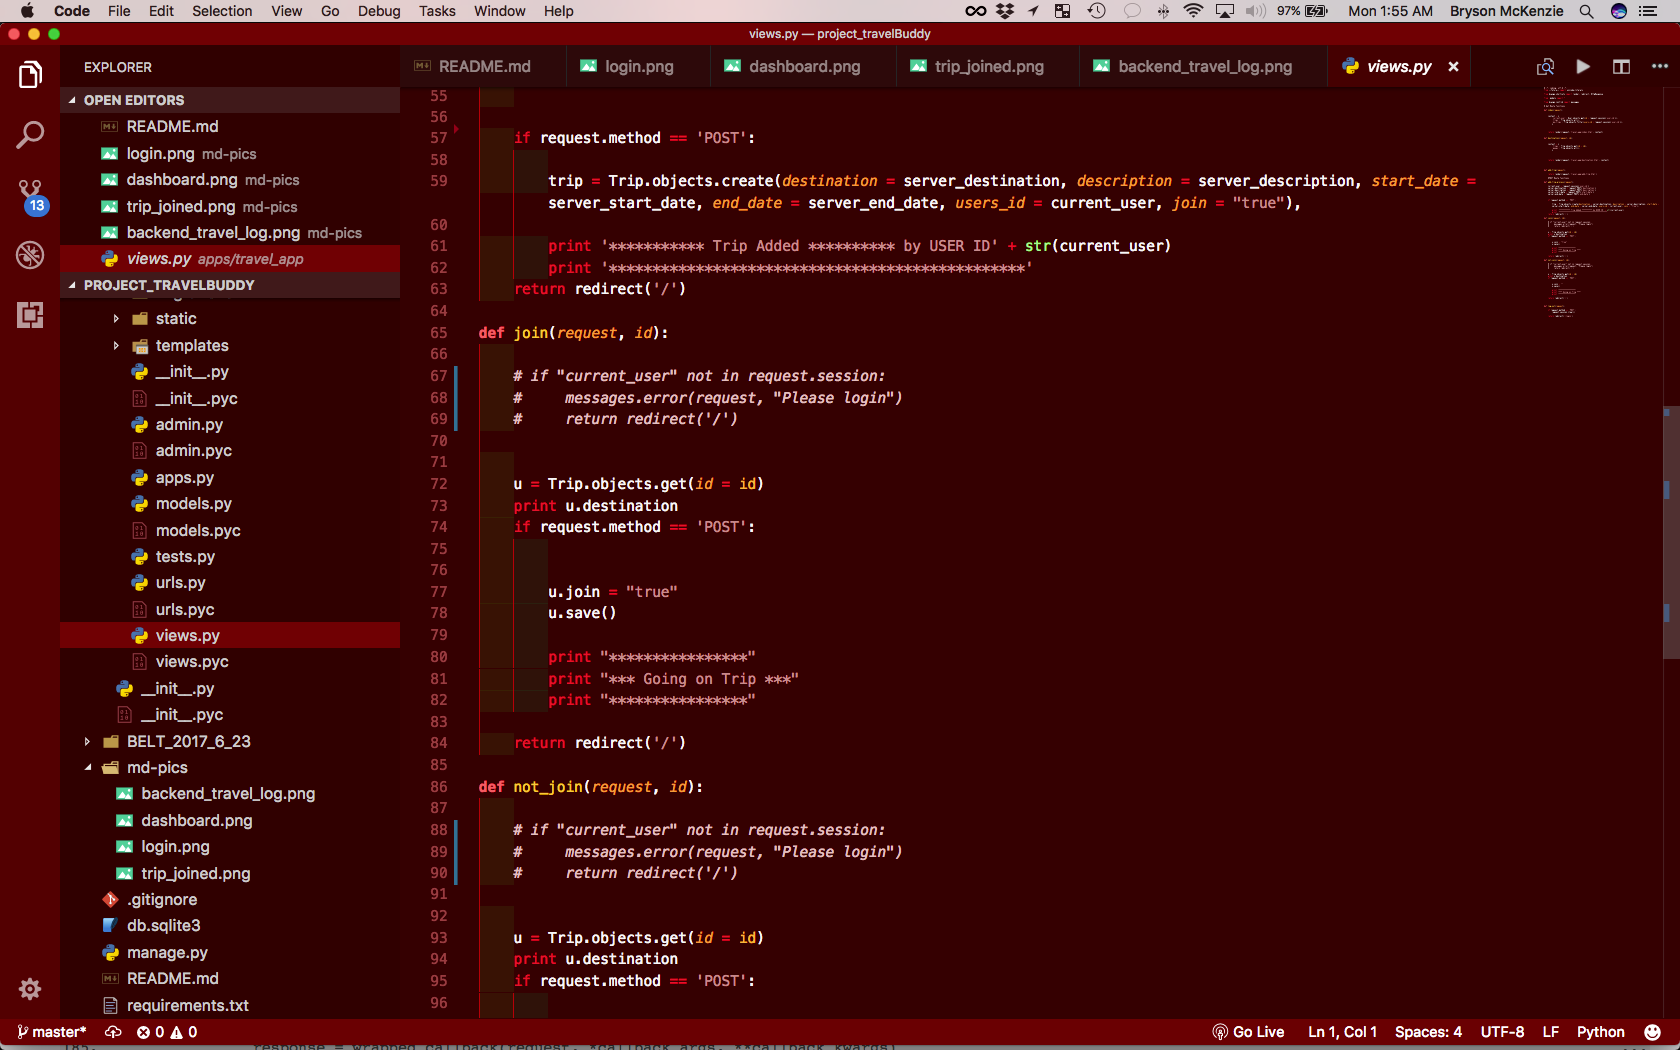 Code File Edit Selection View Go Debug Tasks Window Help 97% Mon 1:55 AM Bryson McKenzie
views.py — project_travelBuddy
EXPLORER
README.md login.png dashboard.png trip_joined.png backend_travel_log.png views.py
OPEN EDITORS
README.md
login.png md-pics
dashboard.png md-pics
trip_joined.png md-pics
backend_travel_log.png md-pics
views.py apps/travel_app
PROJECT_TRAVELBUDDY
static
templates
__init__.py
__init__.pyc
admin.py
admin.pyc
apps.py
models.py
models.pyc
tests.py
urls.py
urls.pyc
views.py
views.pyc
__init__.py
__init__.pyc
BELT_2017_6_23
md-pics
backend_travel_log.png
dashboard.png
login.png
trip_joined.png
.gitignore
db.sqlite3
manage.py
README.md
requirements.txt
13
55
56
57 if request.method == 'POST':
58
59 trip = Trip.objects.create(destination = server_destination, description = server_description, start_date =
server_start_date, end_date = server_end_date, users_id = current_user, join = "true"),
60
61 print '*********** Trip Added ********** by USER ID' + str(current_user)
62 print '************************************************'
63 return redirect('/')
64
65 def join(request, id):
66
67 # if "current_user" not in request.session:
68 # messages.error(request, "Please login")
69 # return redirect('/')
70
71
72 u = Trip.objects.get(id = id)
73 print u.destination
74 if request.method == 'POST':
75
76
77 u.join = "true"
78 u.save()
79
80 print "****************"
81 print "*** Going on Trip ***"
82 print "****************"
83
84 return redirect('/')
85
86 def not_join(request, id):
87
88 # if "current_user" not in request.session:
89 # messages.error(request, "Please login")
90 # return redirect('/')
91
92
93 u = Trip.objects.get(id = id)
94 print u.destination
95 if request.method == 'POST':
96
master* 0 0 Go Live Ln 1, Col 1 Spaces: 4 UTF-8 LF Python